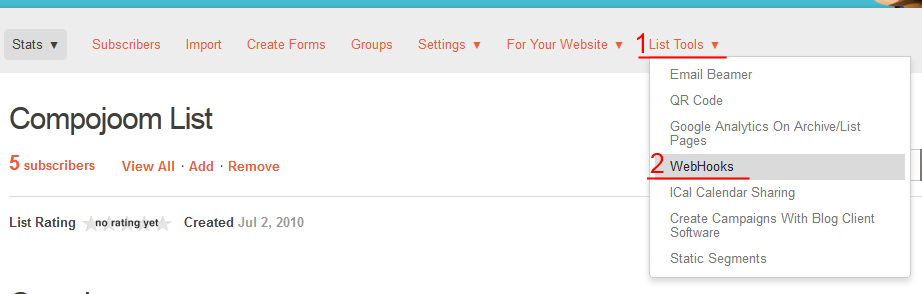 Stats ▼ Subscribers Import Create Forms Groups Settings ▼ For Your Website ▼ 1 List Tools ▼
Email Beamer
QR Code
Google Analytics On Archive/List
Pages
2 WebHooks
ICal Calendar Sharing
Create Campaigns With Blog Client
Software
Static Segments
Compojoom List
5 subscribers View All · Add · Remove
List Rating no rating yet Created Jul 2, 2010